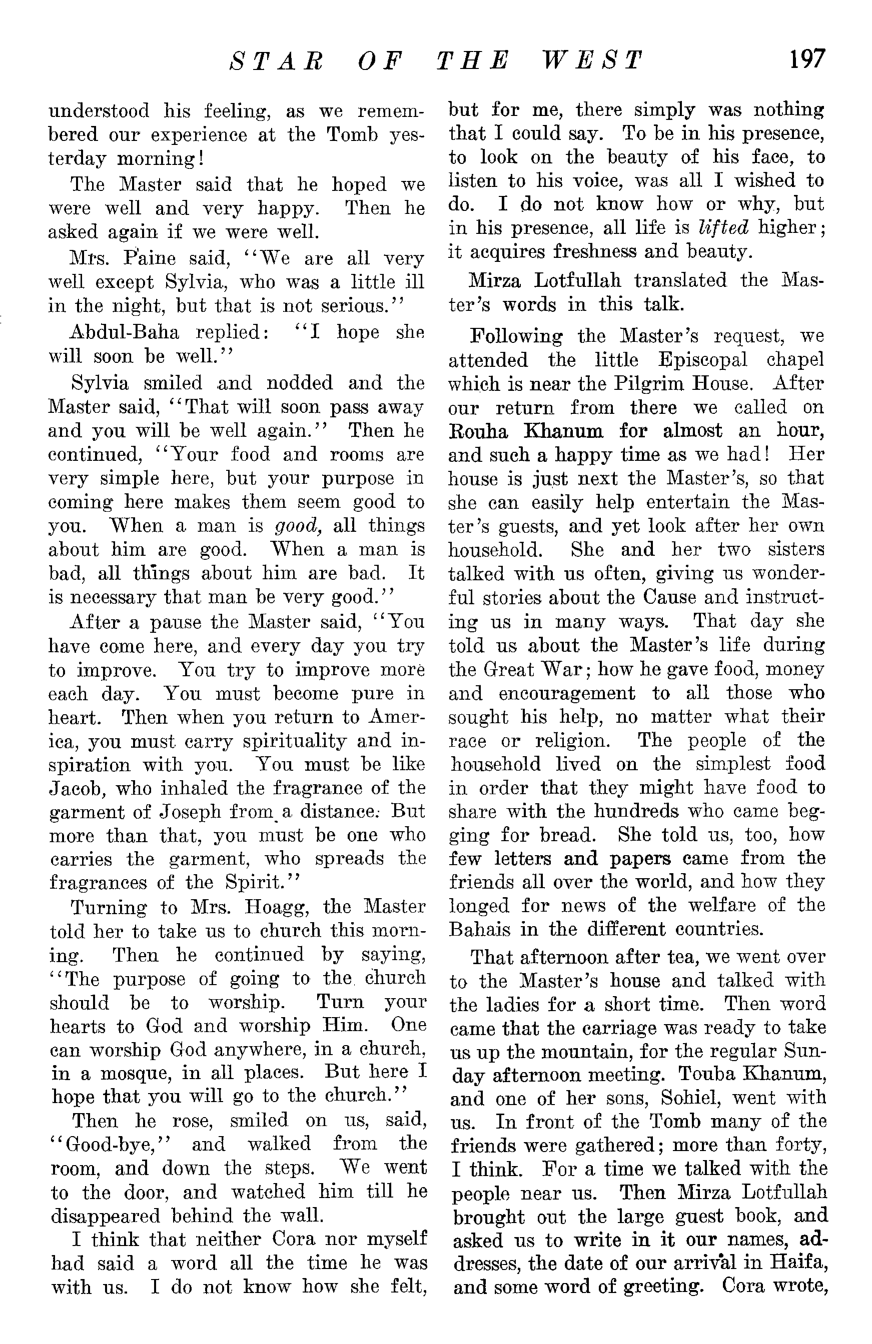 STAR OF THE WEST 197
understood his feeling, as we remem-
bered our experience at the Tomb yes-
terday morning!
The Master said that he hoped we
were well and very happy. Then he
asked again if we were well.
Mrs. Paine said, "We are all very
well except Sylvia, who was a little ill
in the night, but that is not serious."
Abdul-Baha replied: "I hope she
will soon be well."
Sylvia smiled and nodded and the
Master said, "That will soon pass away
and you will be well again." Then he
continued, "Your food and rooms are
very simple here, but your purpose in
coming here makes them seem good to
you. When a man is good, all things
about him are good. When a man is
bad, all things about him are bad. It
is necessary that man be very good."
After a pause the Master said, "You
have come here, and every day you try
to improve. You try to improve more
each day. You must become pure in
heart. Then when you return to Amer-
ica, you must carry spirituality and in-
spiration with you. You must be like
Jacob, who inhaled the fragrance of the
garment of Joseph from a distance. But
more than that, you must be one who
carries the garment, who spreads the
fragrances of the Spirit."
Turning to Mrs. Hoagg, the Master
told her to take us to church this morn-
ing. Then he continued by saying,
"The purpose of going to the church
should be to worship. Turn your
hearts to God and worship Him. One
can worship God anywhere, in a church,
in a mosque, in all places. But here I
hope that you will go to the church."
Then he rose, smiled on us, said,
"Good-bye," and walked from the
room, and down the steps. We went
to the door, and watched him till he
disappeared behind the wall.
I think that neither Cora nor myself
had said a word all the time he was
with us. I do not know how she felt,
but for me, there simply was nothing
that I could say. To be in his presence,
to look on the beauty of his face, to
listen to his voice, was all I wished to
do. I do not know how or why, but
in his presence, all life is lifted higher;
it acquires freshness and beauty.
Mirza Lotfullah translated the Mas-
ter's words in this talk.
Following the Master's request, we
attended the little Episcopal chapel
which is near the Pilgrim House. After
our return from there we called on
Rouha Khanum for almost an hour,
and such a happy time as we had! Her
house is just next the Master's, so that
she can easily help entertain the Mas-
ter's guests, and yet look after her own
household. She and her two sisters
talked with us often, giving us wonder-
ful stories about the Cause and instruct-
ing us in many ways. That day she
told us about the Master's life during
the Great War; how he gave food, money
and encouragement to all those who
sought his help, no matter what their
race or religion. The people of the
household lived on the simplest food
in order that they might have food to
share with the hundreds who came beg-
ging for bread. She told us, too, how
few letters and papers came from the
friends all over the world, and how they
longed for news of the welfare of the
Bahais in the different countries.
That afternoon after tea, we went over
to the Master's house and talked with
the ladies for a short time. Then word
came that the carriage was ready to take
us up the mountain, for the regular Sun-
day afternoon meeting. Touba Khanum,
and one of her sons, Sohiel, went with
us. In front of the Tomb many of the
friends were gathered; more than forty,
I think. For a time we talked with the
people near us. Then Mirza Lotfullah
brought out the large guest book, and
asked us to write in it our names, ad-
dresses, the date of our arrival in Haifa,
and some word of greeting. Cora wrote,